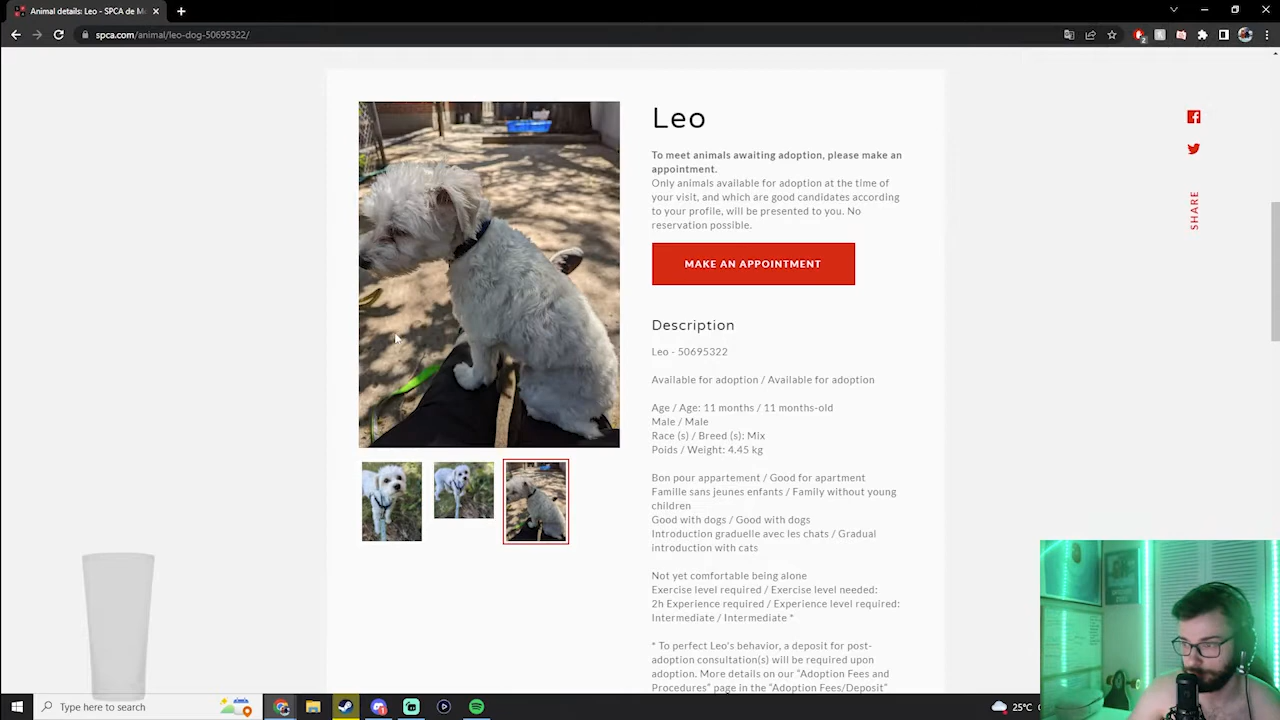 Animal details: Leo - SPCA de M
spca.com/animal/leo-dog-50695322/
2
Leo
To meet animals awaiting adoption, please make an
appointment.
Only animals available for adoption at the time of
your visit, and which are good candidates according
to your profile, will be presented to you. No
reservation possible.
MAKE AN APPOINTMENT
SHARE
Description
Leo - 50695322
Available for adoption / Available for adoption
Age / Age: 11 months / 11 months-old
Male / Male
Race (s) / Breed (s): Mix
Poids / Weight: 4.45 kg
Bon pour appartement / Good for apartment
Famille sans jeunes enfants / Family without young
children
Good with dogs / Good with dogs
Introduction graduelle avec les chats / Gradual
introduction with cats
Not yet comfortable being alone
Exercise level required / Exercise level needed:
2h Experience required / Experience level required:
Intermediate / Intermediate *
* To perfect Leo's behavior, a deposit for post-
adoption consultation(s) will be required upon
adoption. More details on our “Adoption Fees and
Procedures” page in the “Adoption Fees/Deposit”
Type here to search
25°C